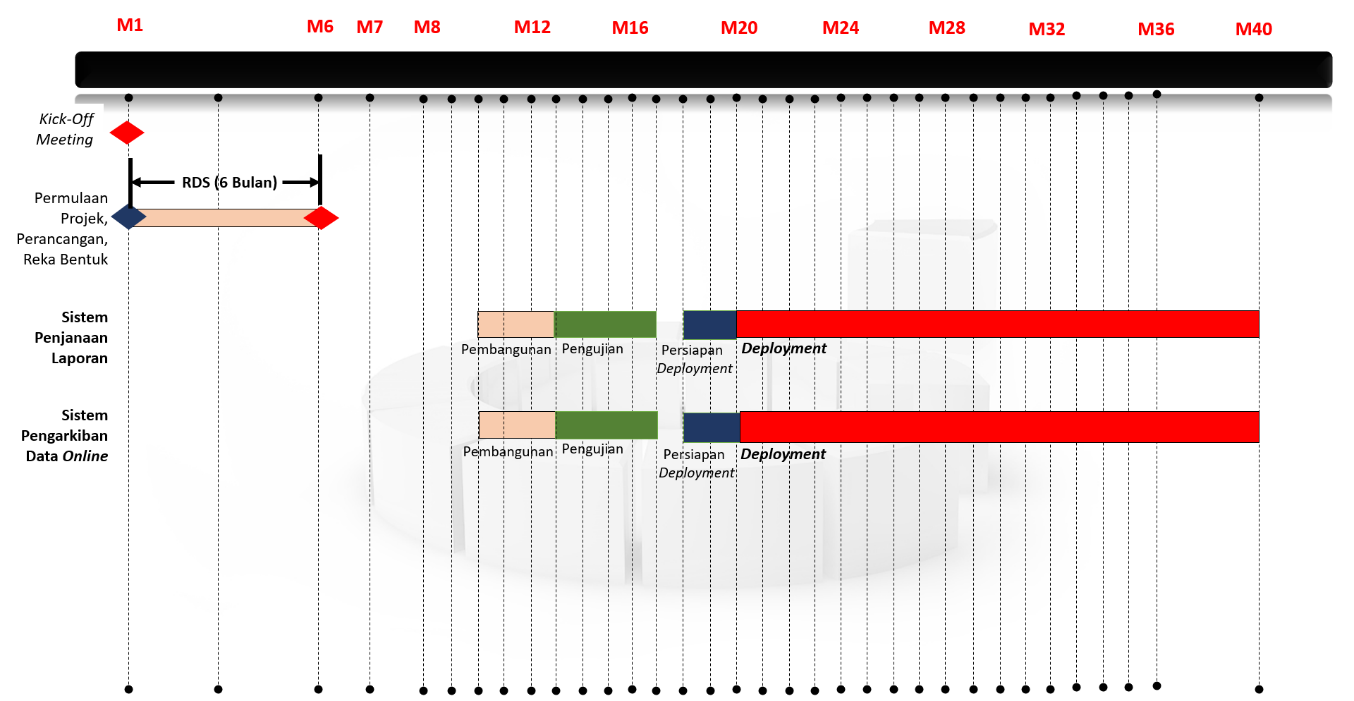 M1 M6 M7 M8 M12 M16 M20 M24 M28 M32 M36 M40
Kick-Off
Meeting
RDS (6 Bulan)
Permulaan
Projek,
Perancangan,
Reka Bentuk
Sistem
Penjanaan
Laporan
Pembangunan Pengujian Persiapan Deployment
Deployment
Sistem
Pengarkiban
Data Online
Pembangunan Pengujian Persiapan Deployment
Deployment